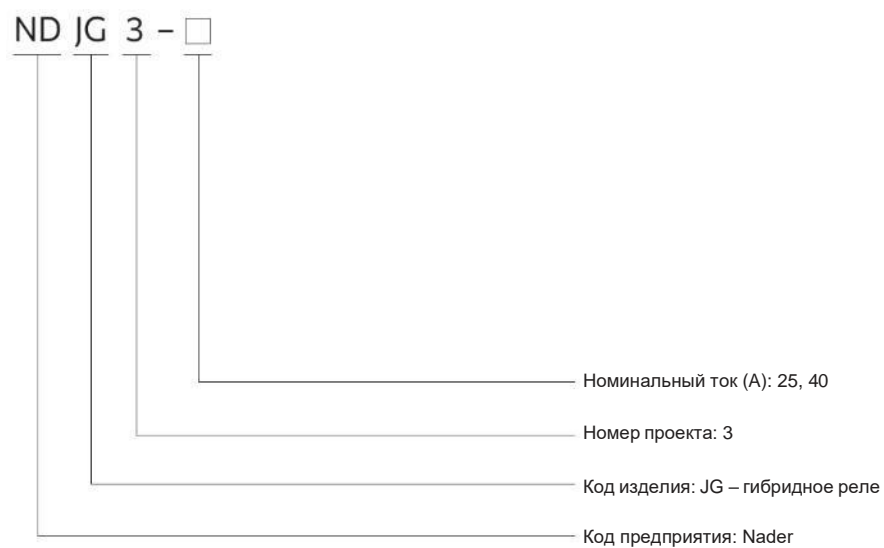 ND JG 3 – □
Номинальный ток (A): 25, 40
Номер проекта: 3
Код изделия: JG – гибридное реле
Код предприятия: Nader